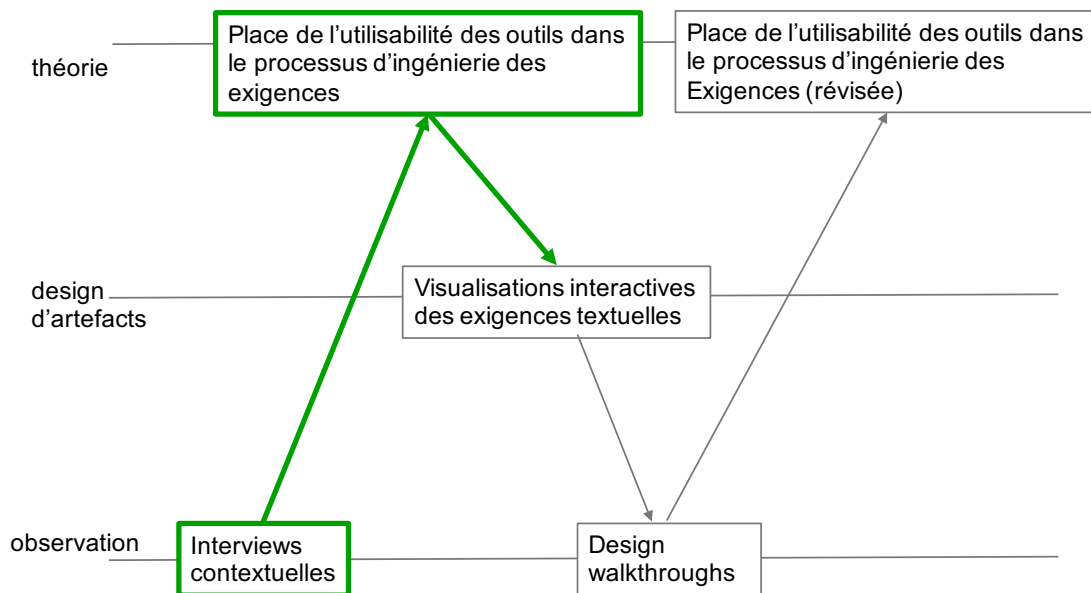 théorie
Place de l’utilisabilité des outils dans
le processus d’ingénierie des
exigences
Place de l’utilisabilité des outils dans
le processus d’ingénierie des
Exigences (révisée)
design
d’artefacts
Visualisations interactives
des exigences textuelles
observation
Interviews
contextuelles
Design
walkthroughs